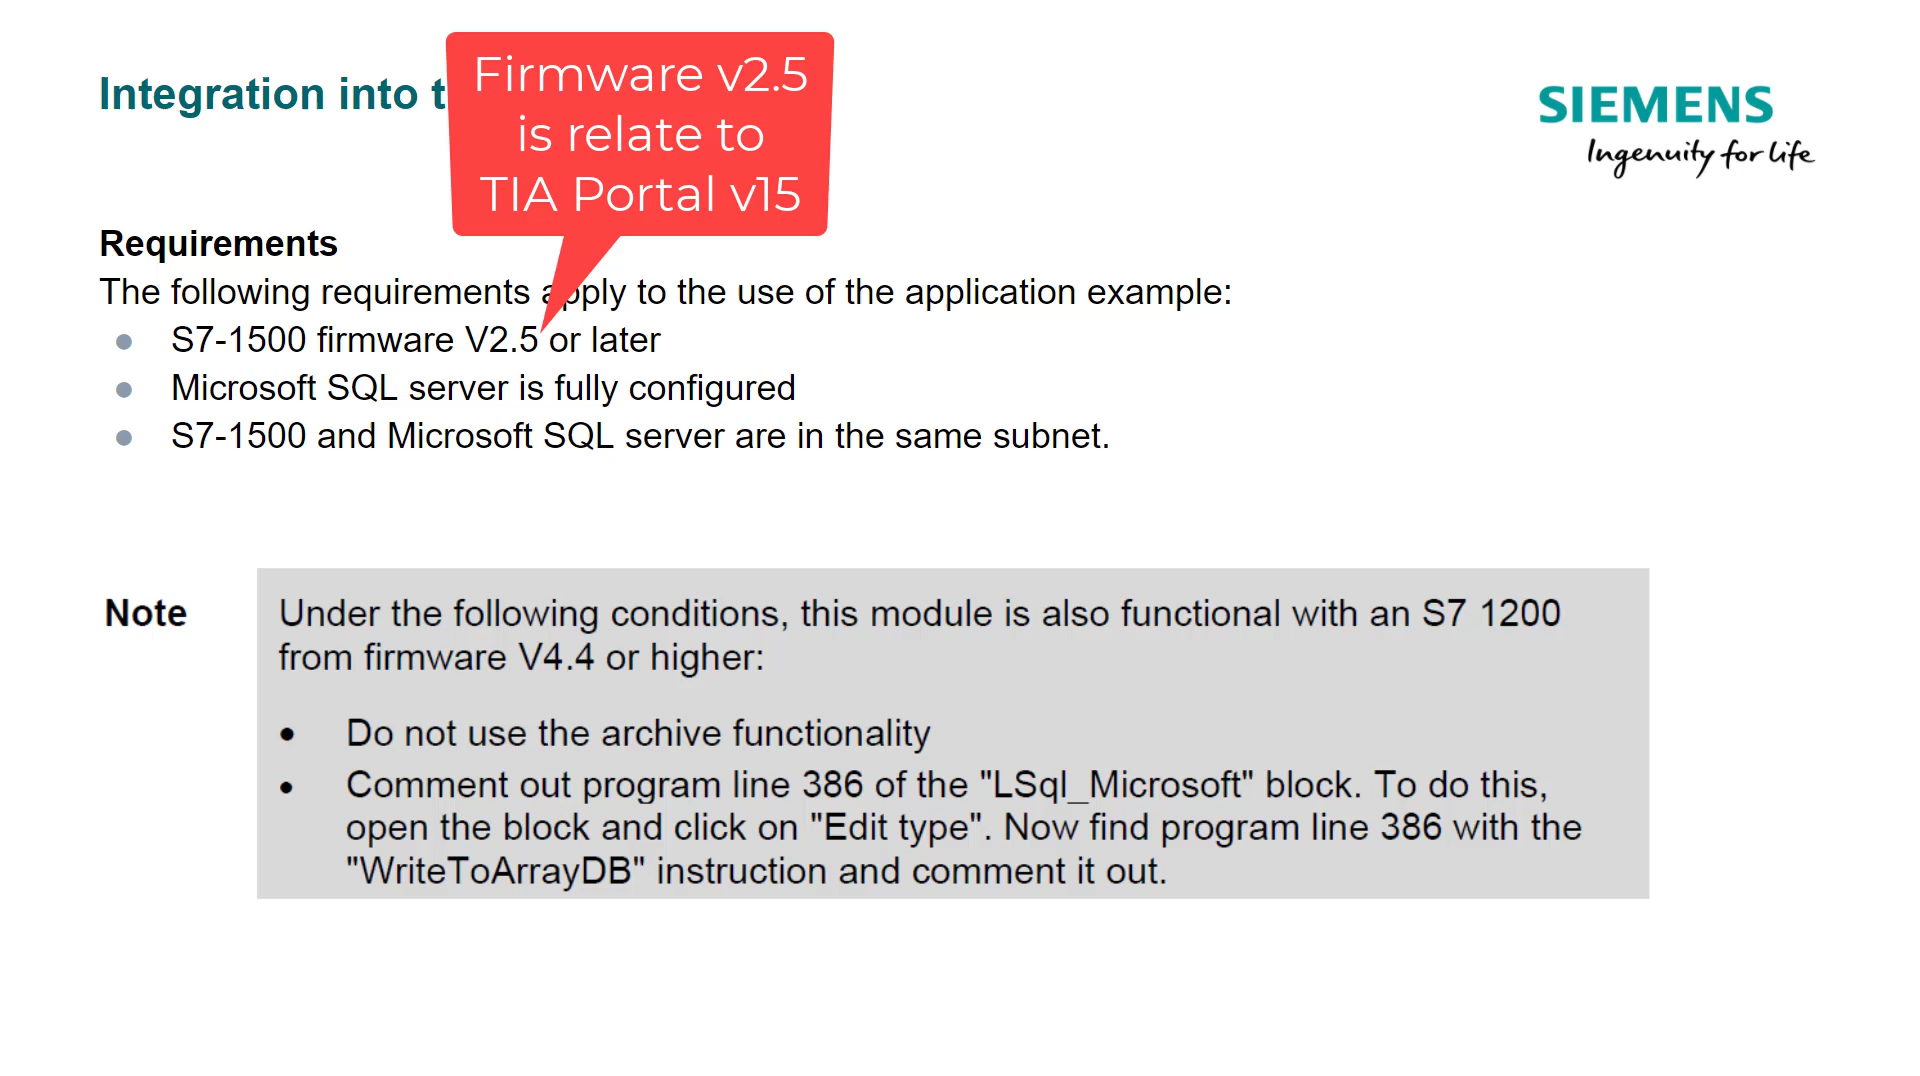 Integration into t
Firmware v2.5
is relate to
TIA Portal v15
SIEMENS
Ingenuity for life
Requirements
The following requirements apply to the use of the application example:
S7-1500 firmware V2.5 or later
Microsoft SQL server is fully configured
S7-1500 and Microsoft SQL server are in the same subnet.
Note
Under the following conditions, this module is also functional with an S7 1200
from firmware V4.4 or higher:
Do not use the archive functionality
Comment out program line 386 of the "LSql_Microsoft" block. To do this,
open the block and click on "Edit type". Now find program line 386 with the
"WriteToArrayDB" instruction and comment it out.